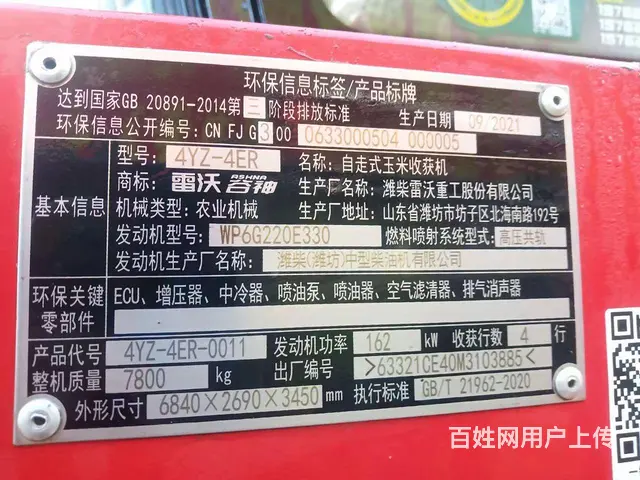 环保信息标签/产品标牌
达到国家GB 20891-2014第三阶段排放标准 生产日期 09/2021
环保信息公开编号: CN FJ G3 00 0633000504 000005
基本信息
型号: 4YZ-4ER 名称: 自走式玉米收获机
商标: 雷沃谷神 ASHNA 生产厂名称: 潍柴雷沃重工股份有限公司
机械类型: 农业机械 生产厂地址: 山东省潍坊市坊子区北海南路192号
发动机型号: WP6G220E330 燃料喷射系统型式: 高压共轨
发动机生产厂名称: 潍柴(潍坊)中型柴油机有限公司
环保关键零部件
ECU、增压器、中冷器、喷油泵、喷油器、空气滤清器、排气消声器
产品代号 4YZ-4ER-0011 发动机功率 162 kW 收获行数 4 行
整机质量 7800 kg 出厂编号 >63321CE40M3103885<
外形尺寸 6840×2690×3450 mm 执行标准 GB/T 21962-2020
百姓网用户上传